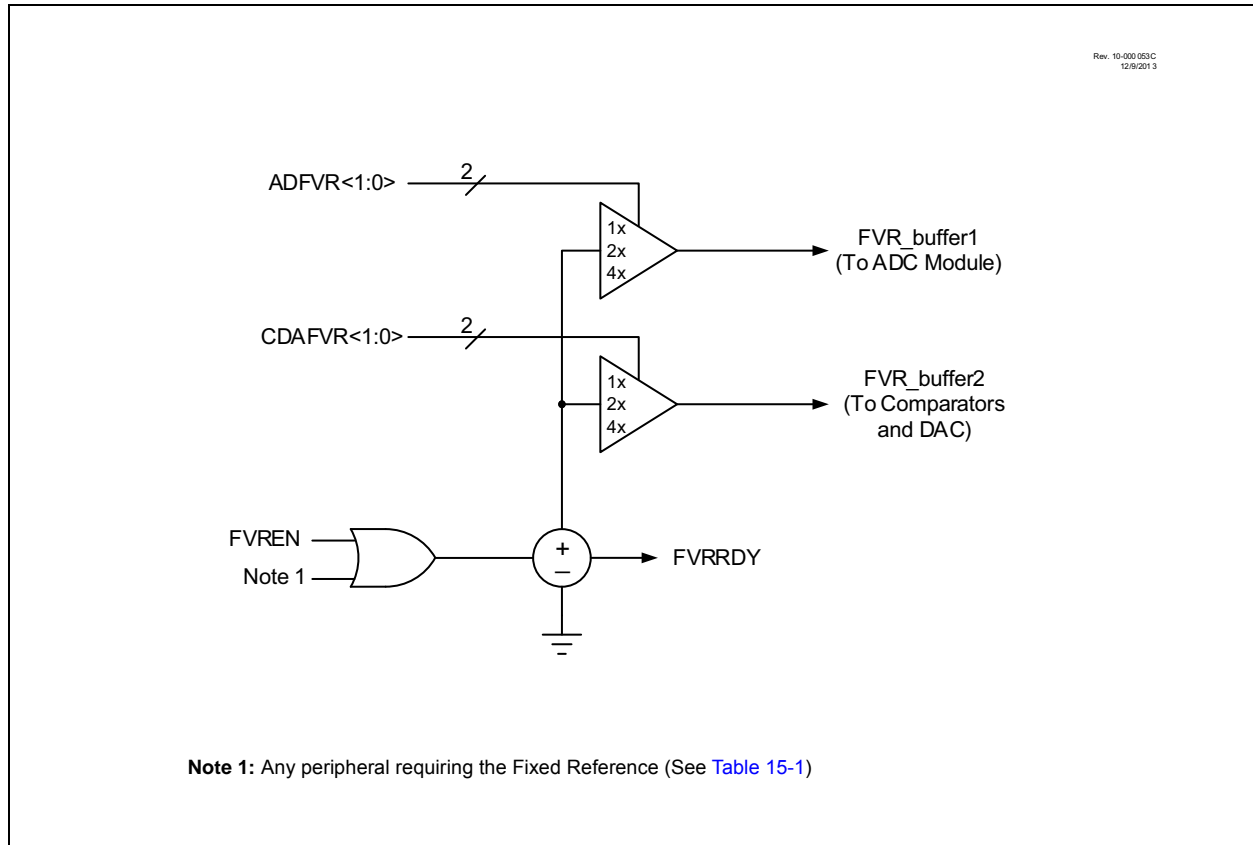 Rev. 10-000 053C
12/9/201 3
ADFVR<1:0>
2
1x
2x
4x
FVR_buffer1
(To ADC Module)
CDAFVR<1:0>
2
1x
2x
4x
FVR_buffer2
(To Comparators
and DAC)
FVREN
Note 1
+
−
FVRRDY
Note 1: Any peripheral requiring the Fixed Reference (See Table 15-1)